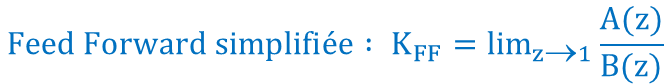 Feed Forward simplifiée : K_FF = lim_{z→1} A(z)/B(z)